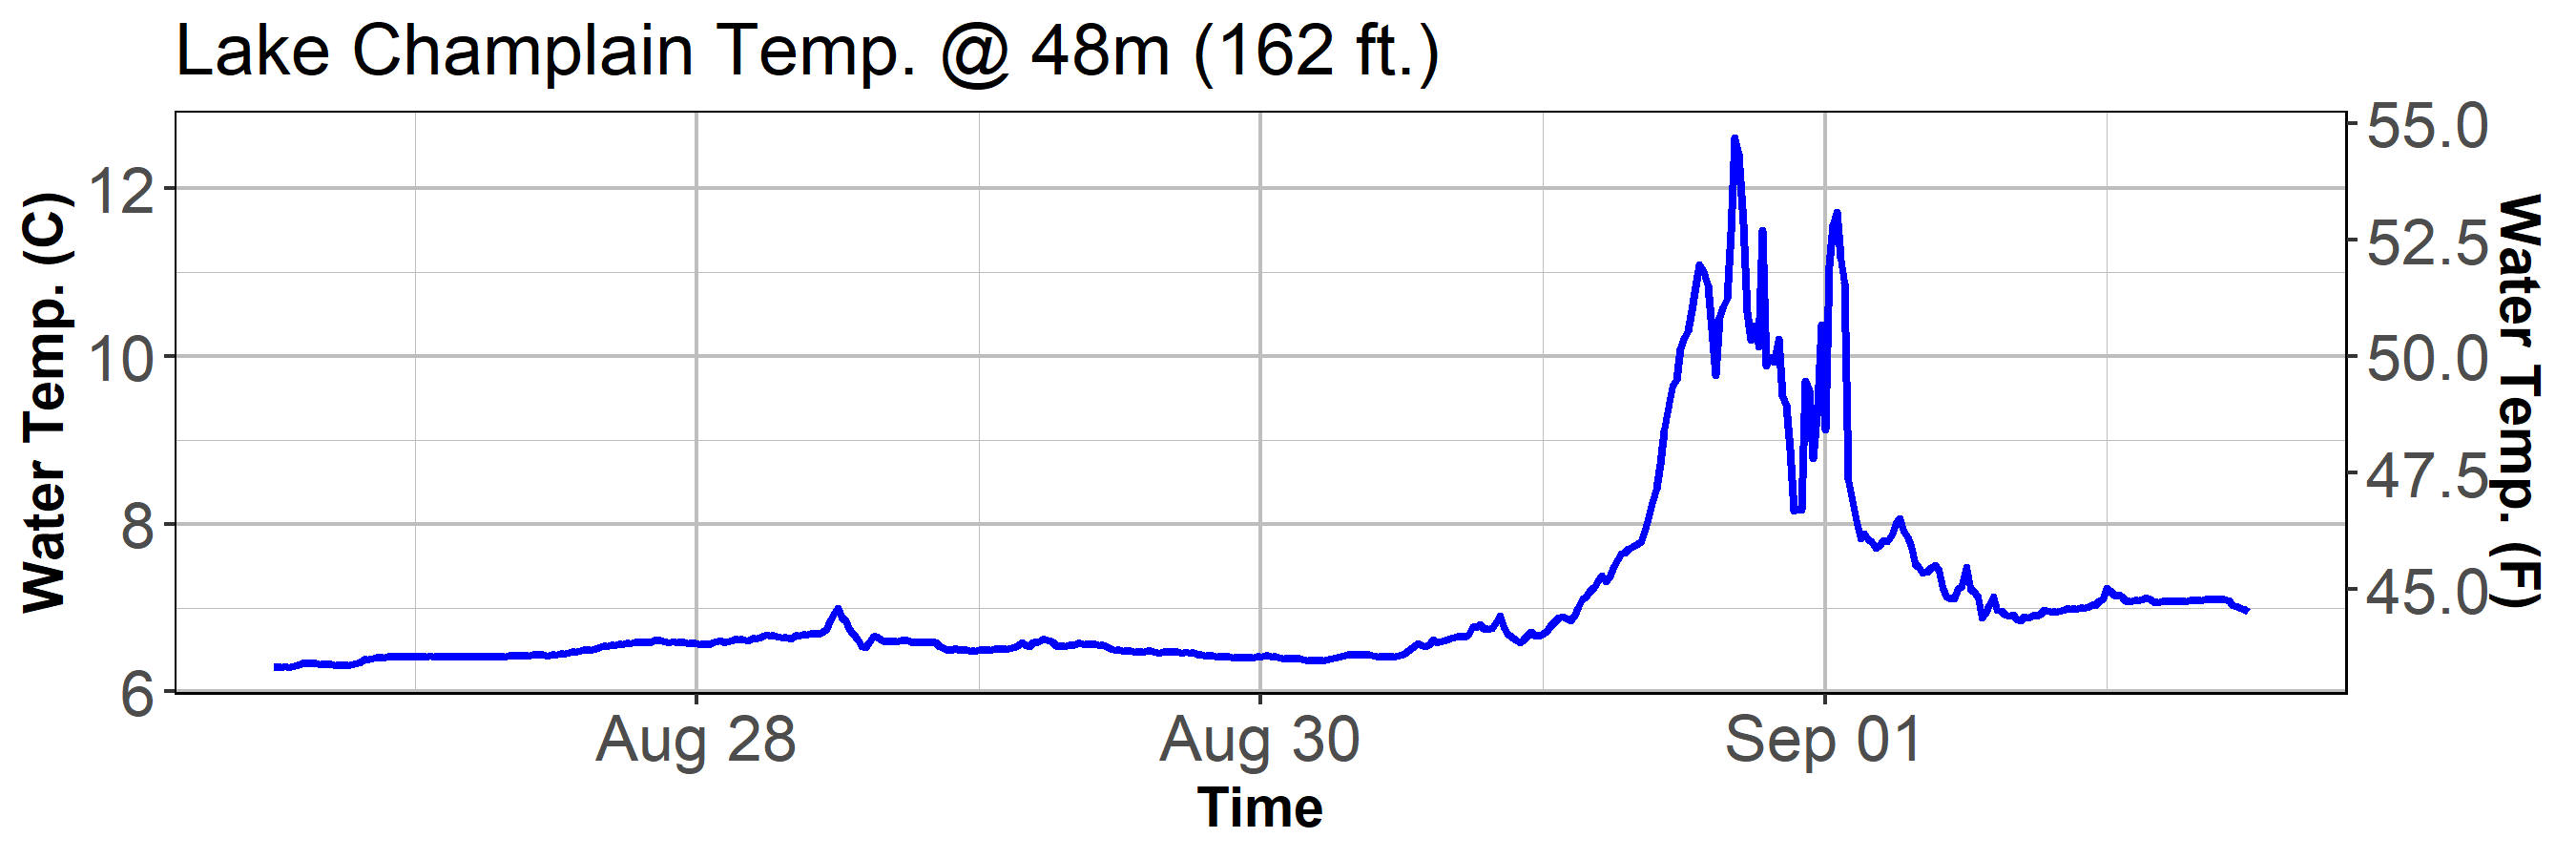 Lake Champlain Temp. @ 48m (162 ft.)
Water Temp. (C)
12
10
8
6
55.0
52.5
50.0
47.5
45.0
Water Temp. (F)
Aug 28
Aug 30
Sep 01
Time